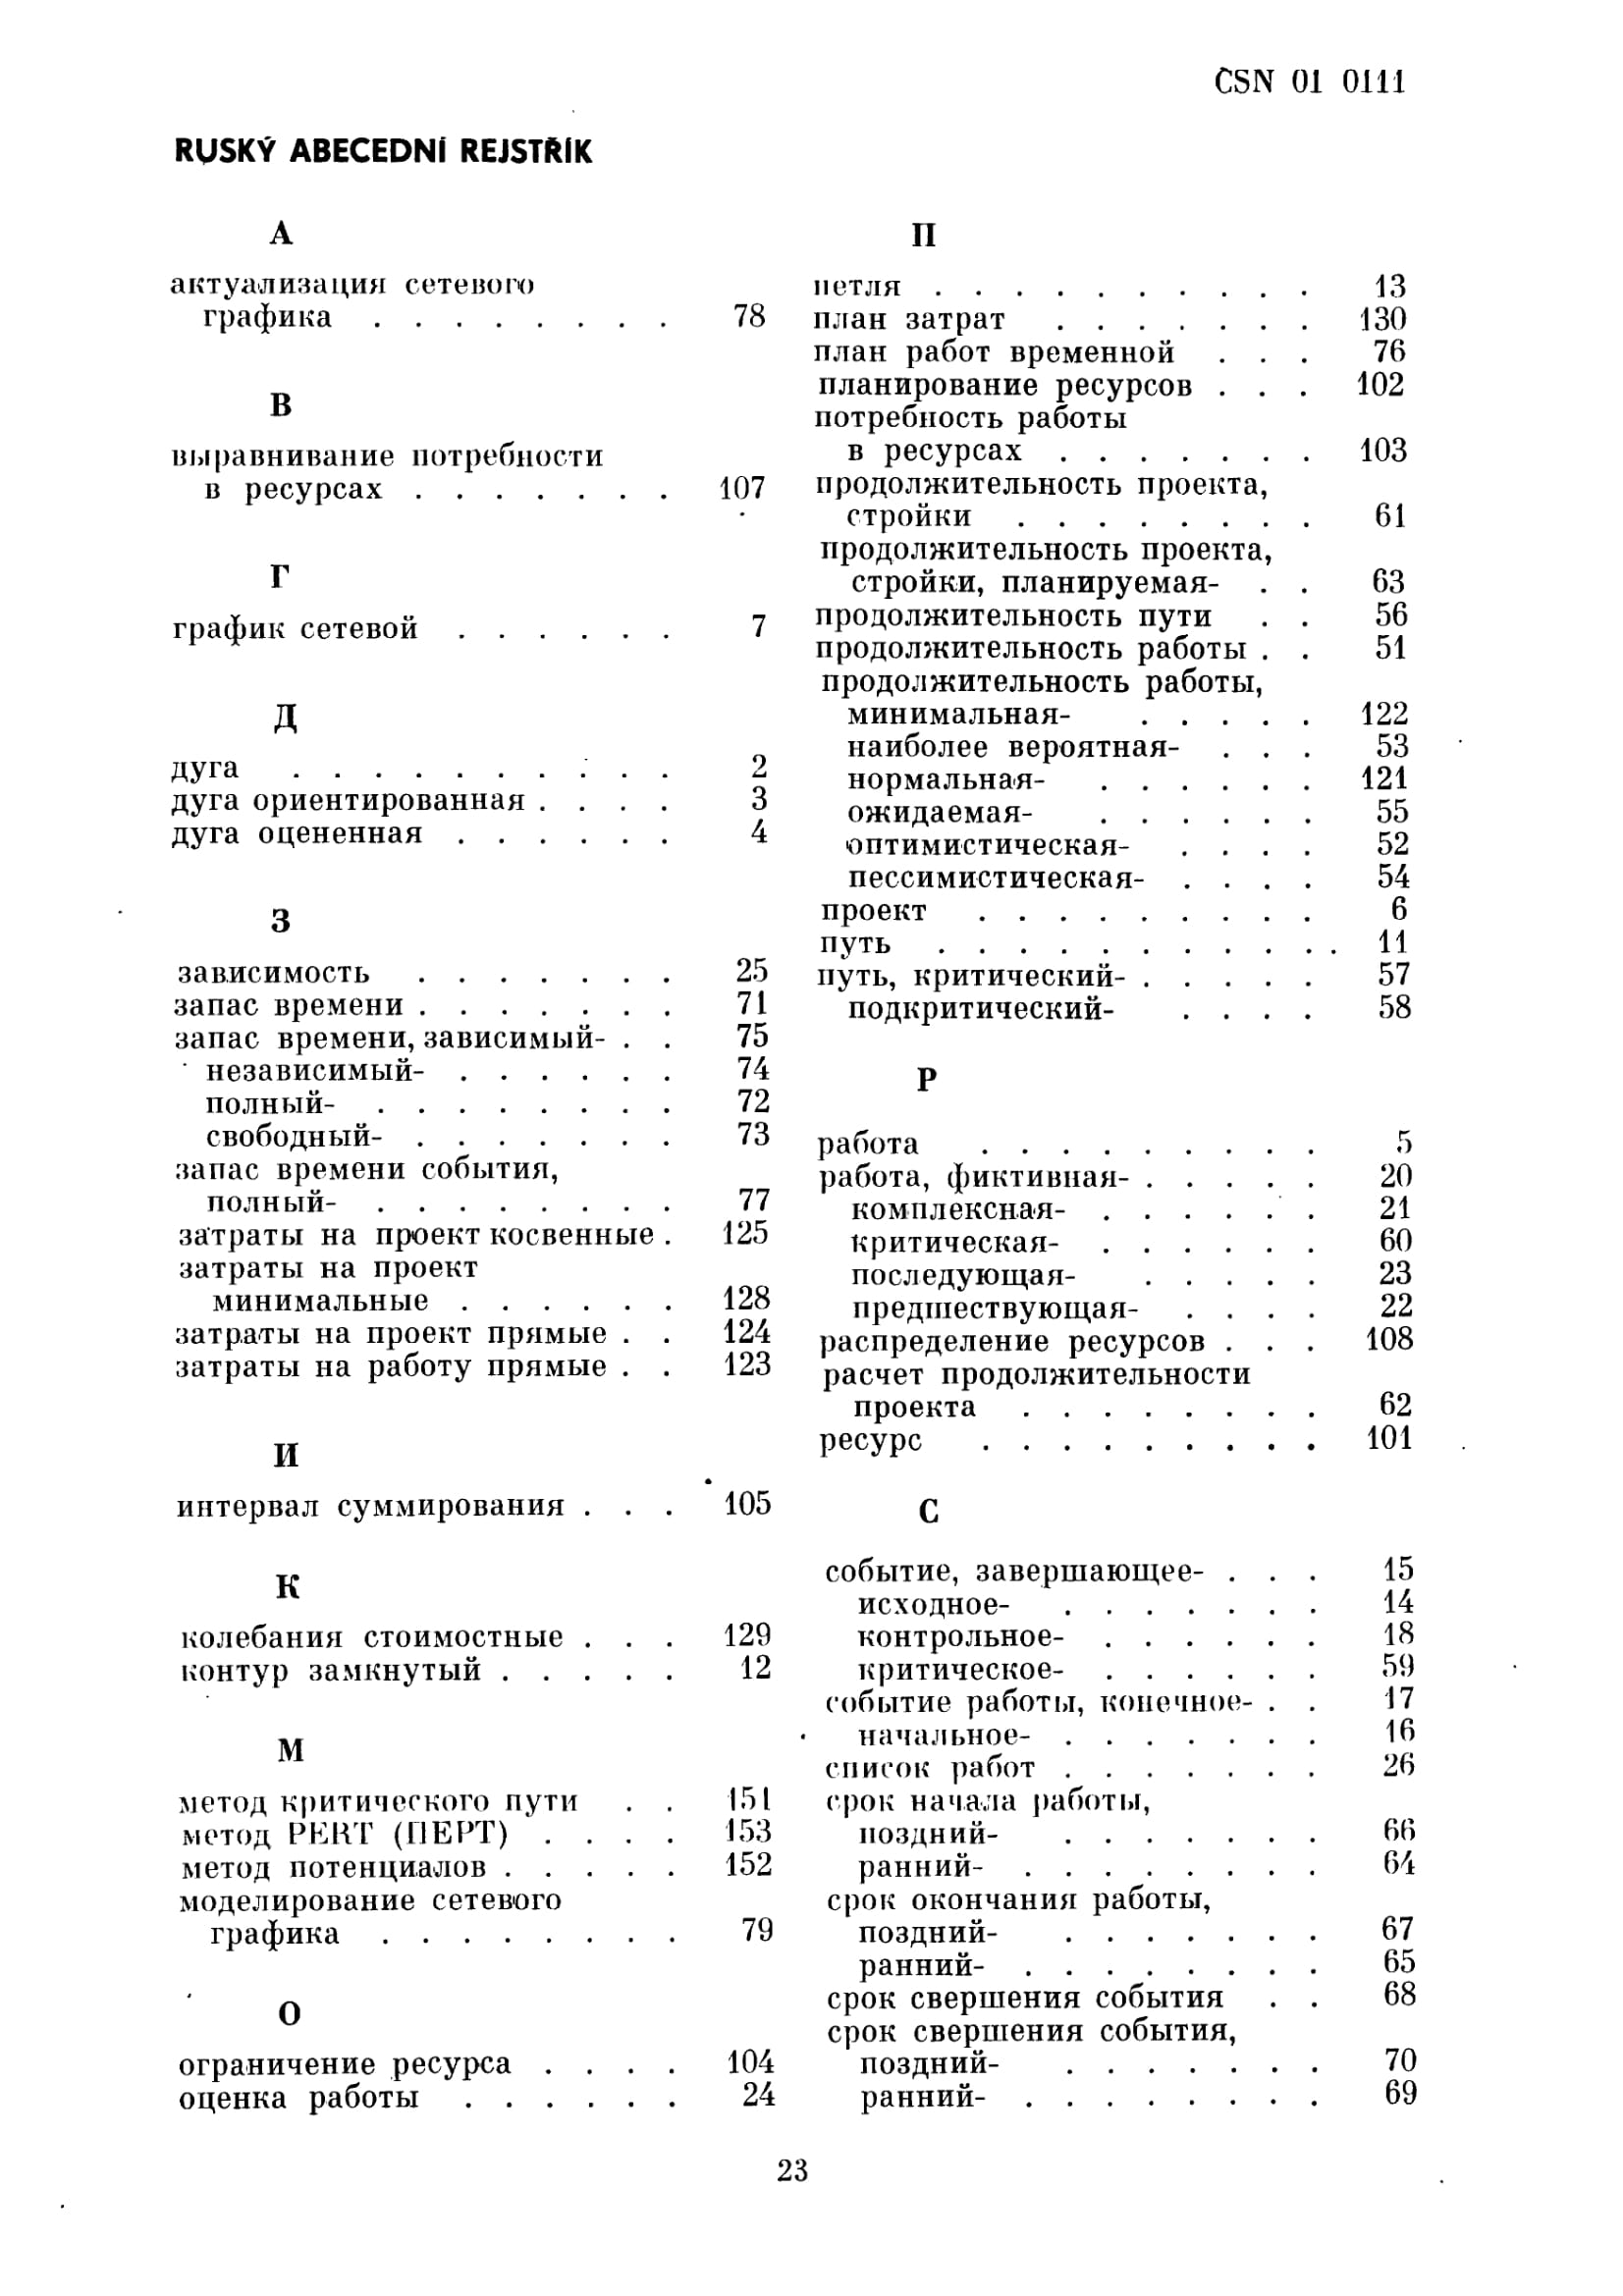 ČSN 01 0111
RUSKÝ ABECEDNÍ REJSTŘÍK
А
актуализация сетевого
графика . . . . . . . . 78
В
выравнивание потребности
в ресурсах . . . . . . . 107
Г
график сетевой . . . . . . 7
Д
дуга . . . . . . . . . . 2
дуга ориентированная . . . . 3
дуга оцененная . . . . . . 4
З
зависимость . . . . . . . 25
запас времени . . . . . . . 71
запас времени, зависимый- . . 75
независимый- . . . . . . 74
полный- . . . . . . . . 72
свободный- . . . . . . . 73
запас времени события,
полный- . . . . . . . . 77
затраты на проект косвенные . 125
затраты на проект
минимальные . . . . . . 128
затраты на проект прямые . . 124
затраты на работу прямые . . 123
И
интервал суммирования . . . 105
К
колебания стоимостные . . . 129
контур замкнутый . . . . . 12
М
метод критического пути . . 151
метод PERT (ПЕРТ) . . . . 153
метод потенциалов . . . . . 152
моделирование сетевого
графика . . . . . . . . 79
О
ограничение ресурса . . . . 104
оценка работы . . . . . . 24
П
петля . . . . . . . . . . 13
план затрат . . . . . . . 130
план работ временной . . . 76
планирование ресурсов . . . 102
потребность работы
в ресурсах . . . . . . . 103
продолжительность проекта,
стройки . . . . . . . . 61
продолжительность проекта,
стройки, планируемая- . . 63
продолжительность пути . . 56
продолжительность работы . . 51
продолжительность работы,
минимальная- . . . . . 122
наиболее вероятная- . . . 53
нормальная- . . . . . . 121
ожидаемая- . . . . . . 55
оптимистическая- . . . . 52
пессимистическая- . . . . 54
проект . . . . . . . . . 6
путь . . . . . . . . . . . 11
путь, критический- . . . . . 57
подкритический- . . . . 58
Р
работа . . . . . . . . . 5
работа, фиктивная- . . . . . 20
комплексная- . . . . . . 21
критическая- . . . . . . 60
последующая- . . . . . 23
предшествующая- . . . . 22
распределение ресурсов . . . 108
расчет продолжительности
проекта . . . . . . . . 62
ресурс . . . . . . . . . 101
С
событие, завершающее- . . . 15
исходное- . . . . . . . 14
контрольное- . . . . . . 18
критическое- . . . . . . 59
событие работы, конечное- . . 17
начальное- . . . . . . . 16
список работ . . . . . . . 26
срок начала работы,
поздний- . . . . . . . 66
ранний- . . . . . . . . 64
срок окончания работы,
поздний- . . . . . . . 67
ранний- . . . . . . . . 65
срок свершения события . . 68
срок свершения события,
поздний- . . . . . . . 70
ранний- . . . . . . . . 69
23